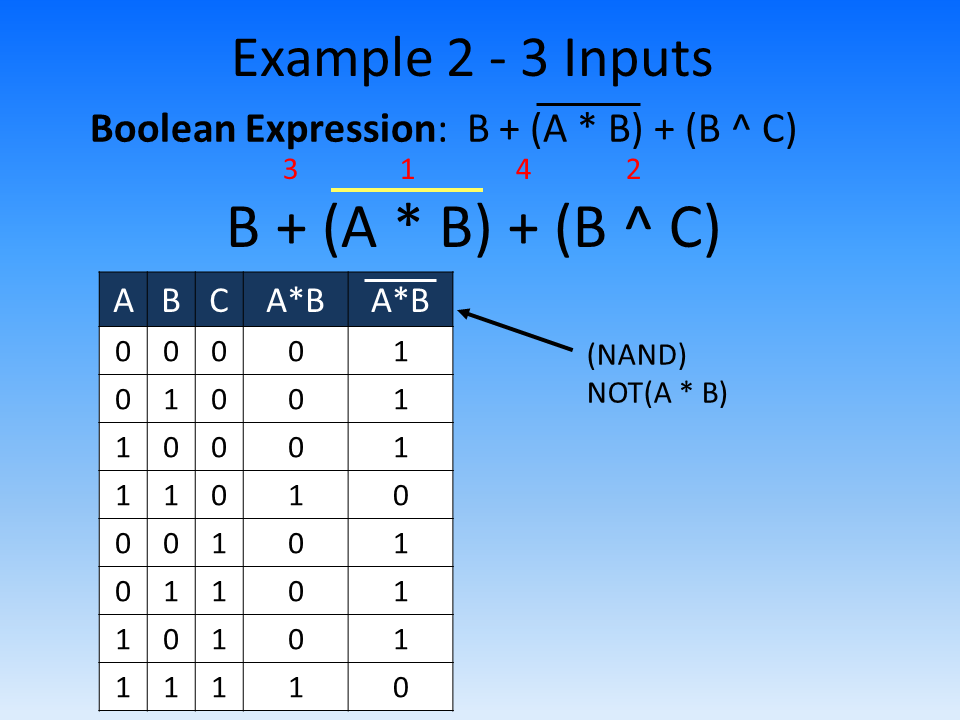 Example 2 - 3 Inputs
Boolean Expression: B + (A * B) + (B ^ C)
3 1 4 2
B + (A * B) + (B ^ C)
A B C A*B A*B
0 0 0 0 1
0 1 0 0 1
1 0 0 0 1
1 1 0 1 0
0 0 1 0 1
0 1 1 0 1
1 0 1 0 1
1 1 1 1 0
(NAND)
NOT(A * B)